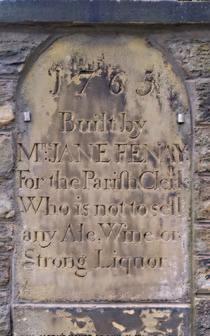 1765
Built by
Mrs JANE FENAY
For the Parish Clerk
Who is not to sell
any Ale, Wine or
Strong Liquor